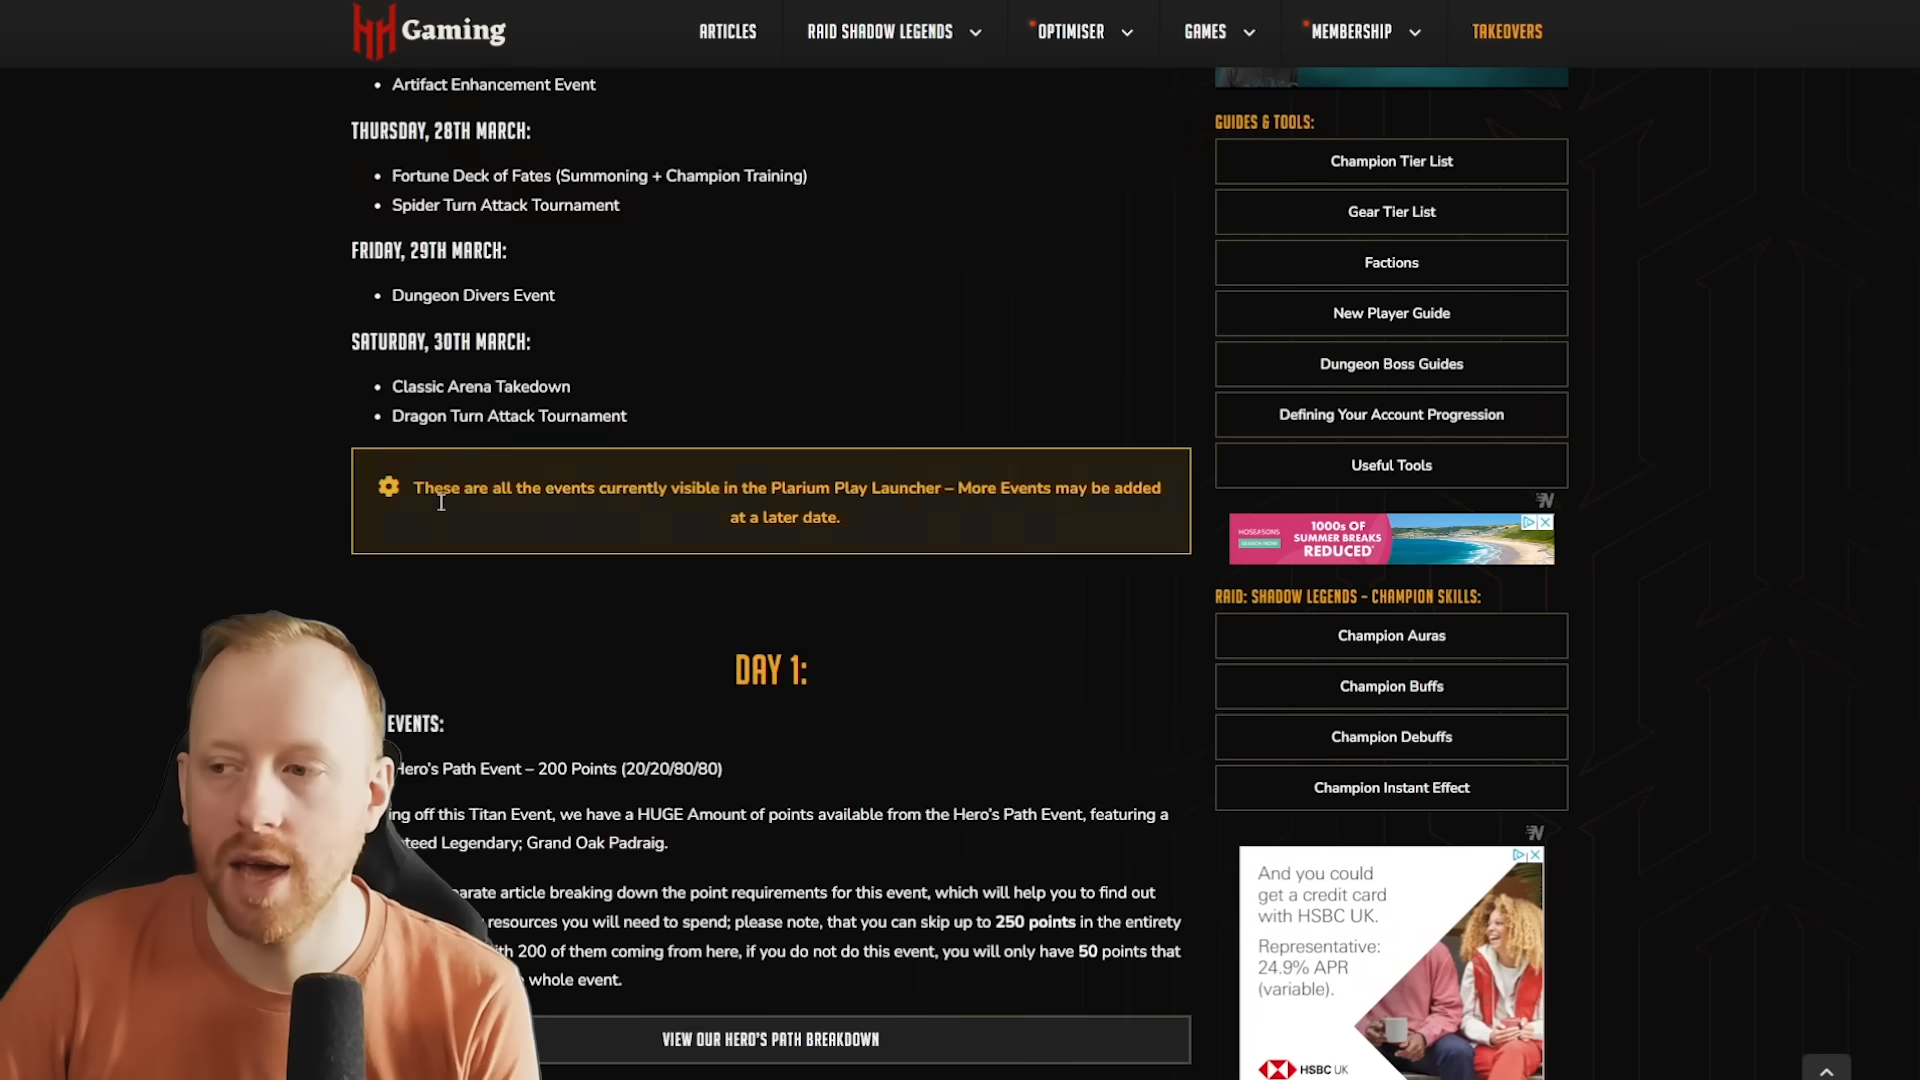 Gaming
ARTICLES
RAID SHADOW LEGENDS
OPTIMISER
GAMES
MEMBERSHIP
TAKEOVERS
Artifact Enhancement Event
THURSDAY, 28TH MARCH:
Fortune Deck of Fates (Summoning + Champion Training)
Spider Turn Attack Tournament
FRIDAY, 29TH MARCH:
Dungeon Divers Event
SATURDAY, 30TH MARCH:
Classic Arena Takedown
Dragon Turn Attack Tournament
These are all the events currently visible in the Plarium Play Launcher – More Events may be added
at a later date.
DAY 1:
EVENTS:
Hero's Path Event – 200 Points (20/20/80/80)
ing off this Titan Event, we have a HUGE Amount of points available from the Hero's Path Event, featuring a
teed Legendary; Grand Oak Padraig.
parate article breaking down the point requirements for this event, which will help you to find out
resources you will need to spend; please note, that you can skip up to 250 points in the entirety
th 200 of them coming from here, if you do not do this event, you will only have 50 points that
whole event.
VIEW OUR HERO'S PATH BREAKDOWN
GUIDES & TOOLS:
Champion Tier List
Gear Tier List
Factions
New Player Guide
Dungeon Boss Guides
Defining Your Account Progression
Useful Tools
HOSEASONS
SEARCH NOW
1000s OF
SUMMER BREAKS
REDUCED*
RAID: SHADOW LEGENDS – CHAMPION SKILLS:
Champion Auras
Champion Buffs
Champion Debuffs
Champion Instant Effect
And you could
get a credit card
with HSBC UK.
Representative:
24.9% APR
(variable).
HSBC UK